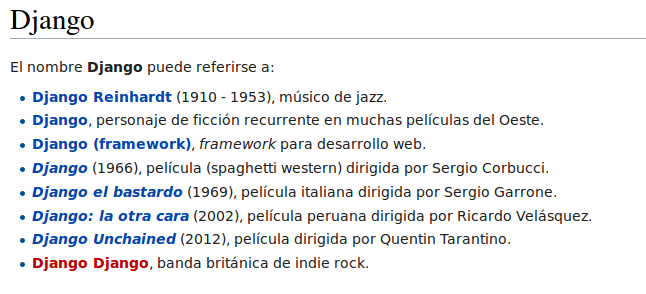 Django
El nombre Django puede referirse a:
• Django Reinhardt (1910 - 1953), músico de jazz.
• Django, personaje de ficción recurrente en muchas películas del Oeste.
• Django (framework), framework para desarrollo web.
• Django (1966), película (spaghetti western) dirigida por Sergio Corbucci.
• Django el bastardo (1969), película italiana dirigida por Sergio Garrone.
• Django: la otra cara (2002), película peruana dirigida por Ricardo Velásquez.
• Django Unchained (2012), película dirigida por Quentin Tarantino.
• Django Django, banda británica de indie rock.